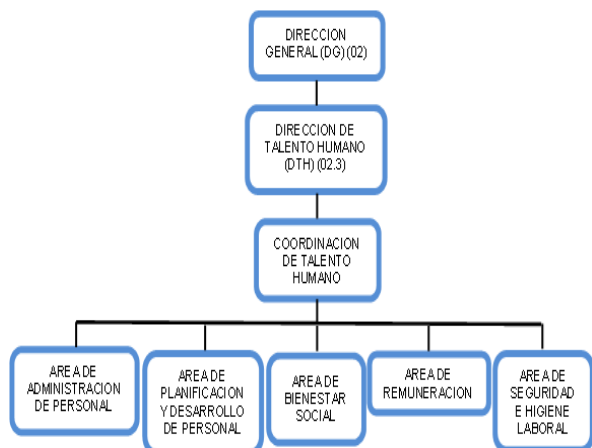 DIRECCION
GENERAL (DG) (02)
DIRECCION DE
TALENTO HUMANO
(DTH) (02.3)
COORDINACION
DE TALENTO
HUMANO
AREA DE
ADMINISTRACION
DE PERSONAL
AREA DE
PLANIFICACION
Y DESARROLLO
DE PERSONAL
AREA DE
BIENESTAR
SOCIAL
AREA DE
REMUNERACION
AREA DE
SEGURIDAD
E HIGIENE
LABORAL